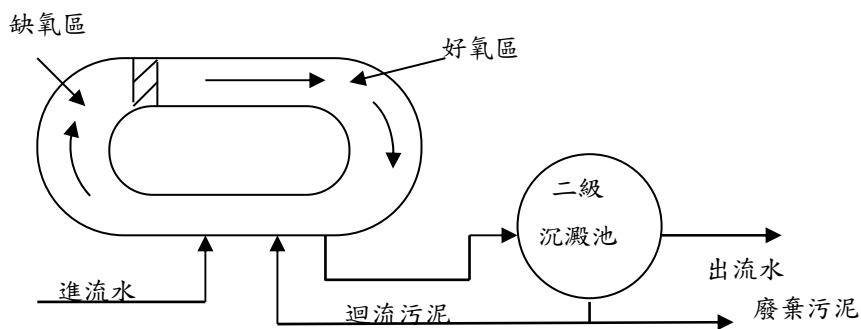 缺氧區
好氧區
二級
沉澱池
出流水
進流水
迴流污泥
廢棄污泥